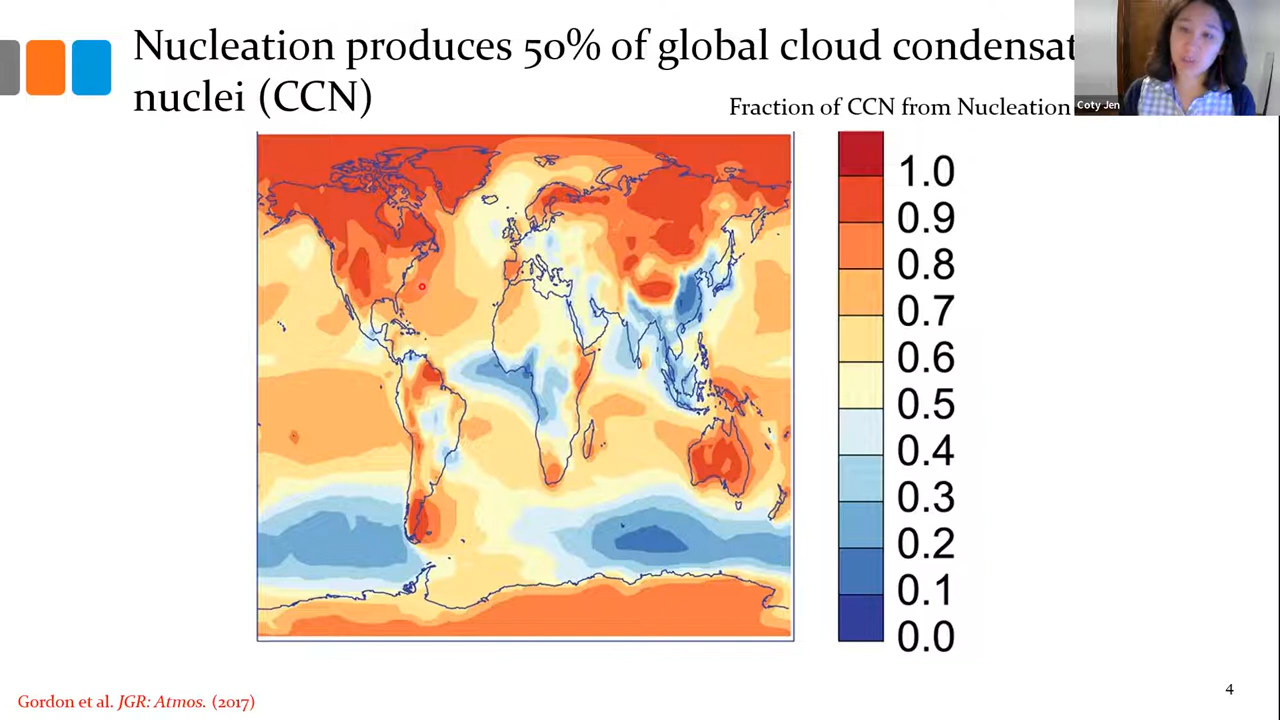 Nucleation produces 50% of global cloud condensat
nuclei (CCN)
Fraction of CCN from Nucleation
Coty Jen
1.0
0.9
0.8
0.7
0.6
0.5
0.4
0.3
0.2
0.1
0.0
4
Gordon et al. JGR: Atmos. (2017)